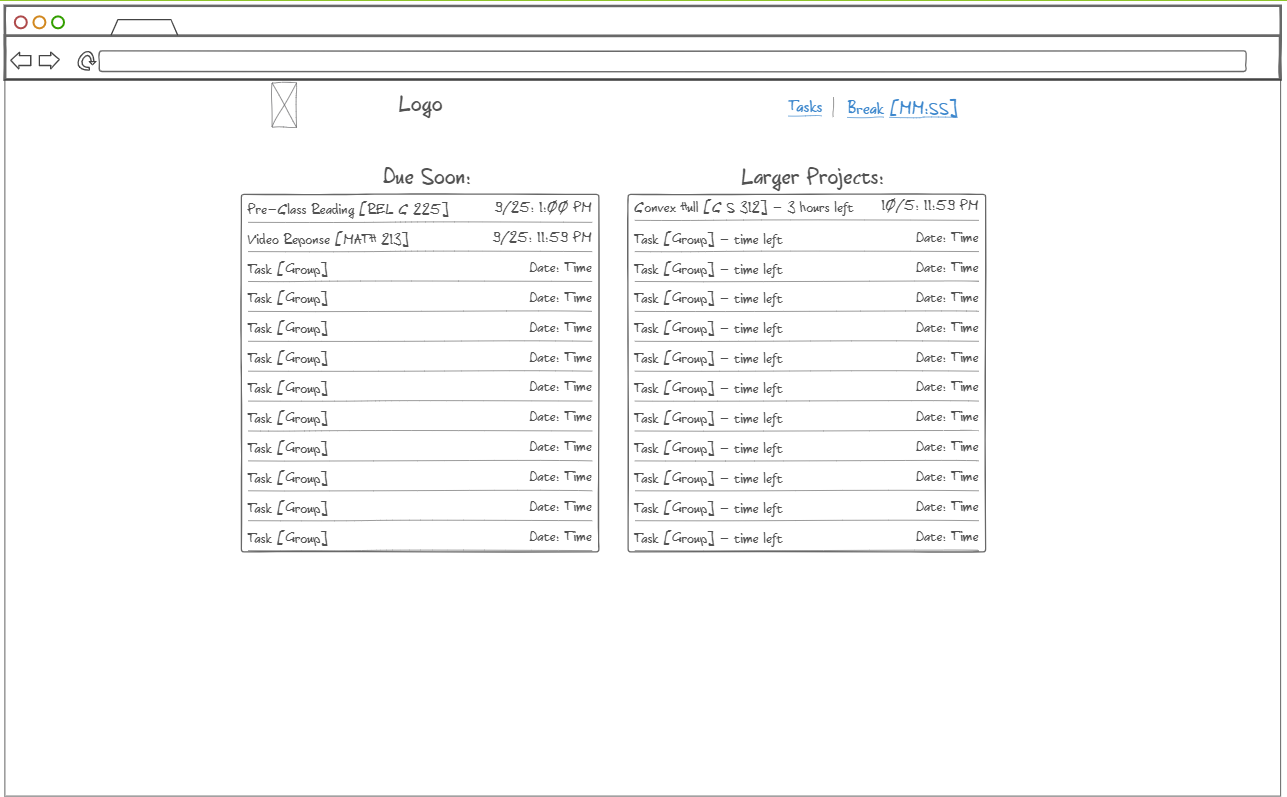 Logo
Tasks | Break [MM:SS]
Due Soon:
Pre-Class Reading [REL C 225] 9/25: 1:00 PM
Video Reponse [MATH 213] 9/25: 11:59 PM
Task [Group] Date: Time
Task [Group] Date: Time
Task [Group] Date: Time
Task [Group] Date: Time
Task [Group] Date: Time
Task [Group] Date: Time
Task [Group] Date: Time
Task [Group] Date: Time
Task [Group] Date: Time
Task [Group] Date: Time
Larger Projects:
Convex Hull [C S 312] - 3 hours left 10/5: 11:59 PM
Task [Group] - time left Date: Time
Task [Group] - time left Date: Time
Task [Group] - time left Date: Time
Task [Group] - time left Date: Time
Task [Group] - time left Date: Time
Task [Group] - time left Date: Time
Task [Group] - time left Date: Time
Task [Group] - time left Date: Time
Task [Group] - time left Date: Time
Task [Group] - time left Date: Time
Task [Group] - time left Date: Time